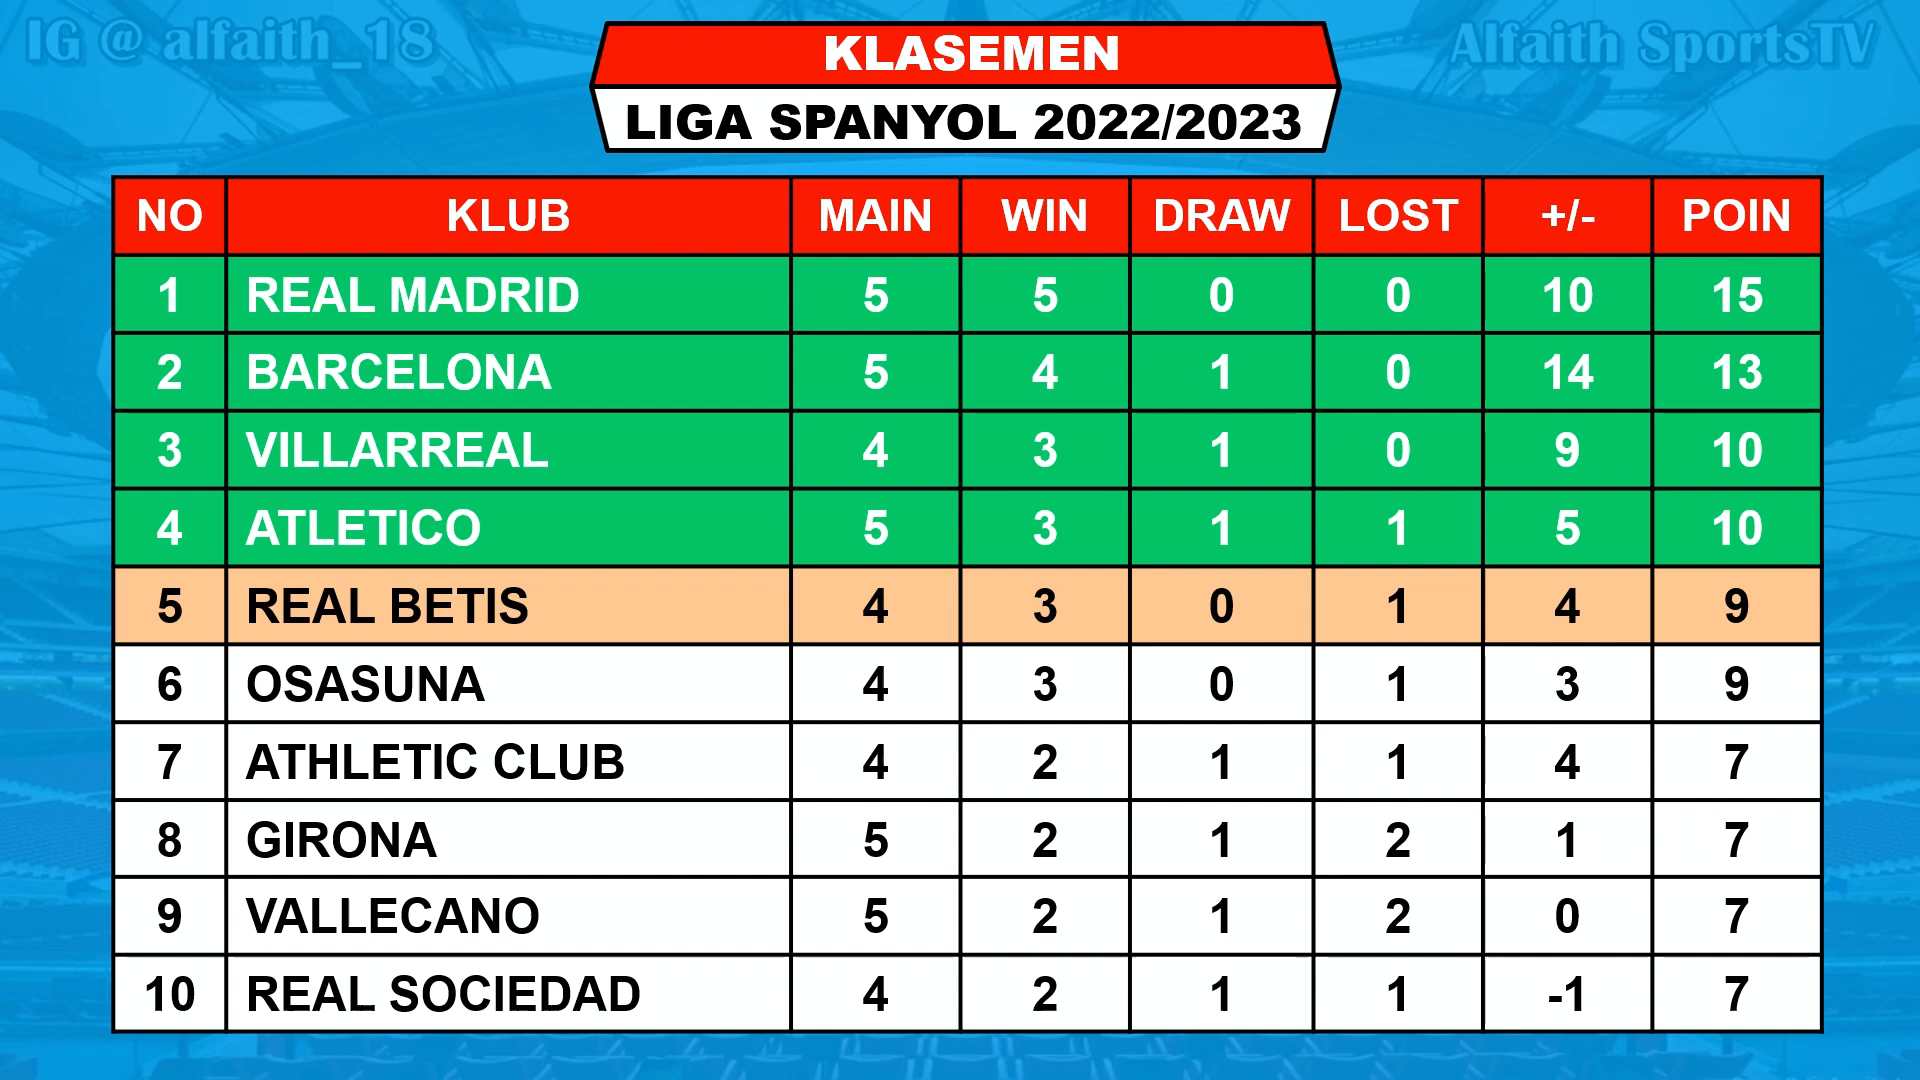 IG @ alfaith_18
Alfaith SportsTV
KLASEMEN
LIGA SPANYOL 2022/2023
NO KLUB MAIN WIN DRAW LOST +/- POIN
1 REAL MADRID 5 5 0 0 10 15
2 BARCELONA 5 4 1 0 14 13
3 VILLARREAL 4 3 1 0 9 10
4 ATLETICO 5 3 1 1 5 10
5 REAL BETIS 4 3 0 1 4 9
6 OSASUNA 4 3 0 1 3 9
7 ATHLETIC CLUB 4 2 1 1 4 7
8 GIRONA 5 2 1 2 1 7
9 VALLECANO 5 2 1 2 0 7
10 REAL SOCIEDAD 4 2 1 1 -1 7